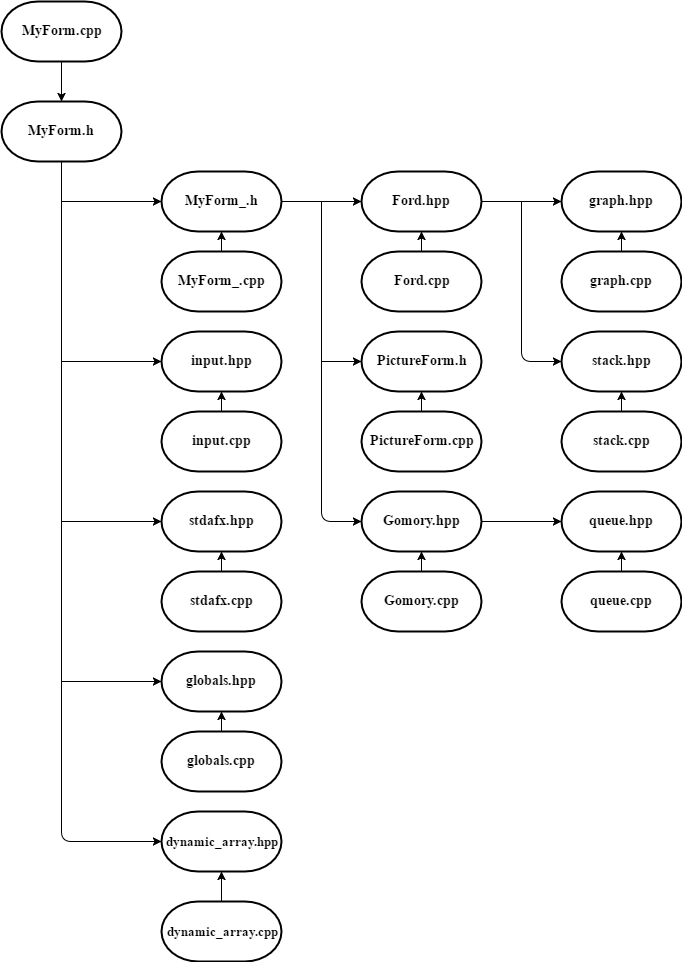 MyForm.cpp
MyForm.h
MyForm_.h
Ford.hpp
graph.hpp
MyForm_.cpp
Ford.cpp
graph.cpp
input.hpp
PictureForm.h
stack.hpp
input.cpp
PictureForm.cpp
stack.cpp
stdafx.hpp
Gomory.hpp
queue.hpp
stdafx.cpp
Gomory.cpp
queue.cpp
globals.hpp
globals.cpp
dynamic_array.hpp
dynamic_array.cpp